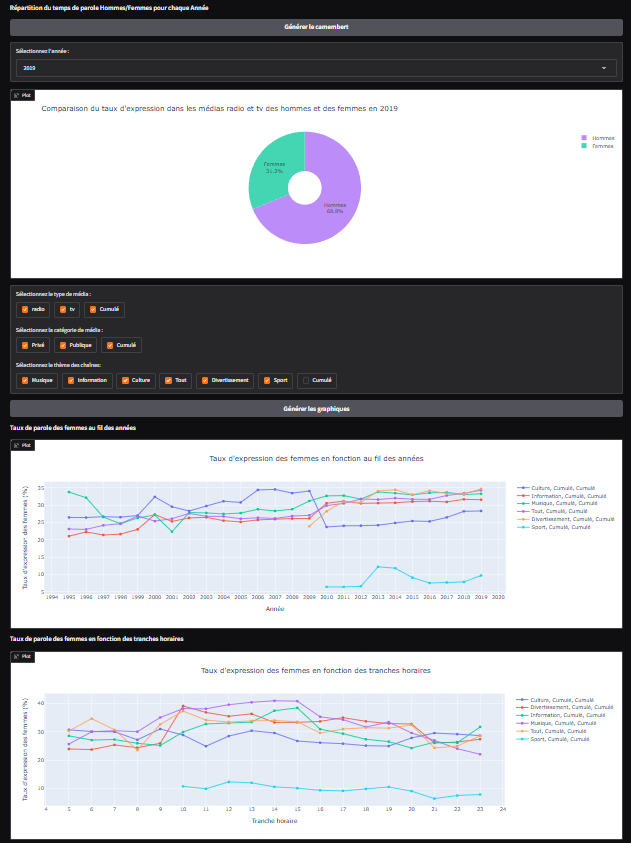 Répartition du temps de parole Hommes/Femmes pour chaque Année
Générer le camembert
Sélectionnez l'année :
2019
Plot
Comparaison du taux d'expression dans les médias radio et tv des hommes et des femmes en 2019
Hommes
Femmes
Femmes
31.2%
Hommes
68.8%
Sélectionnez le type de média :
radio tv Cumulé
Sélectionnez le catégorie de média :
Privé Publique Cumulé
Sélectionnez le thème des chaînes:
Musique Information Culture Tout Divertissement Sport Cumulé
Générer les graphiques
Taux de parole des femmes au fil des années
Plot
Taux d'expression des femmes en fonction au fil des années
Taux d'expression des femmes (%)
35
30
25
20
15
10
5
1994 1995 1996 1997 1998 1999 2000 2001 2002 2003 2004 2005 2006 2007 2008 2009 2010 2011 2012 2013 2014 2015 2016 2017 2018 2019 2020
Année
Culture, Cumulé, Cumulé
Information, Cumulé, Cumulé
Musique, Cumulé, Cumulé
Tout, Cumulé, Cumulé
Divertissement, Cumulé, Cumulé
Sport, Cumulé, Cumulé
Taux de parole des femmes en fonction des tranches horaires
Plot
Taux d'expression des femmes en fonction des tranches horaires
Taux d'expression des femmes (%)
40
30
20
10
4 5 6 7 8 9 10 11 12 13 14 15 16 17 18 19 20 21 22 23 24
Tranche horaire
Culture, Cumulé, Cumulé
Divertissement, Cumulé, Cumulé
Information, Cumulé, Cumulé
Musique, Cumulé, Cumulé
Tout, Cumulé, Cumulé
Sport, Cumulé, Cumulé